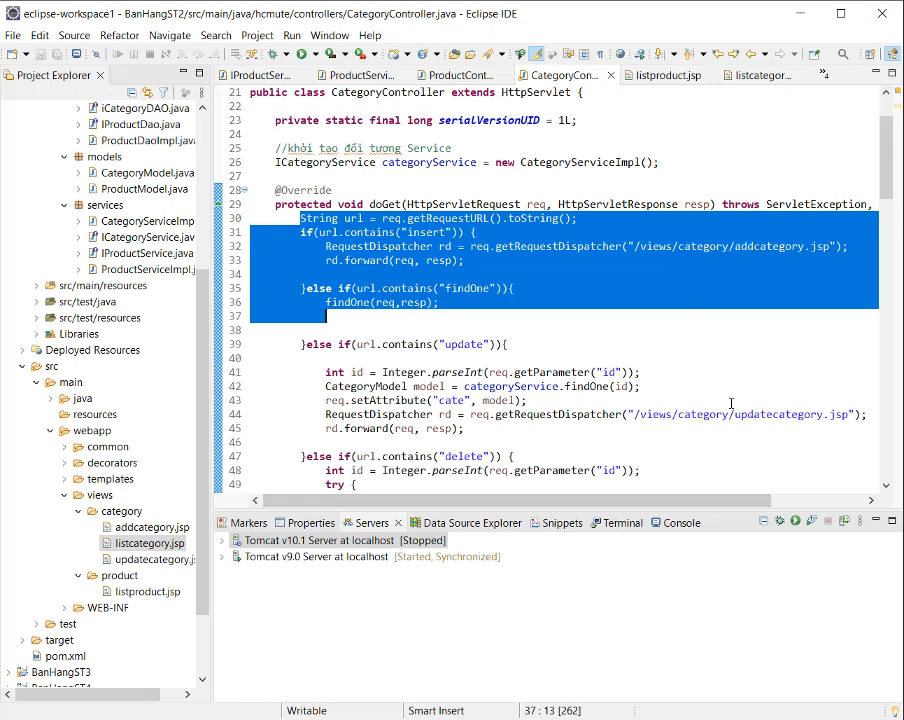 eclipse-workspace1 - BanHangST2/src/main/java/hcmute/controllers/CategoryController.java - Eclipse IDE
File Edit Source Refactor Navigate Search Project Run Window Help
Project Explorer
IProductSer...
ProductServi...
ProductCont...
CategoryCon...
listproduct.jsp
listcategor...
»4
iCategoryDAO.java
IProductDao.java
ProductDaoImpl.java
models
CategoryModel.java
ProductModel.java
services
CategoryServiceImp
ICategoryService.java
IProductService.java
ProductServiceImpl.j
src/main/resources
src/test/java
src/test/resources
Libraries
Deployed Resources
src
main
java
resources
webapp
common
decorators
templates
views
category
addcategory.jsp
listcategory.jsp
updatecategory.j
product
listproduct.jsp
WEB-INF
test
target
pom.xml
BanHangST3
21 public class CategoryController extends HttpServlet {
22
23 private static final long serialVersionUID = 1L;
24
25 //khởi tạo đối tượng Service
26 ICategoryService categoryService = new CategoryServiceImpl();
27
28 @Override
29 protected void doGet(HttpServletRequest req, HttpServletResponse resp) throws ServletException,
30 String url = req.getRequestURL().toString();
31 if(url.contains("insert")) {
32 RequestDispatcher rd = req.getRequestDispatcher("/views/category/addcategory.jsp");
33 rd.forward(req, resp);
34
35 }else if(url.contains("findOne")){
36 findOne(req,resp);
37
38
39 }else if(url.contains("update")){
40
41 int id = Integer.parseInt(req.getParameter("id"));
42 CategoryModel model = categoryService.findOne(id);
43 req.setAttribute("cate", model);
44 RequestDispatcher rd = req.getRequestDispatcher("/views/category/updatecategory.jsp");
45 rd.forward(req, resp);
46
47 }else if(url.contains("delete")) {
48 int id = Integer.parseInt(req.getParameter("id"));
49 try {
Markers Properties Servers Data Source Explorer Snippets Terminal Console
Tomcat v10.1 Server at localhost [Stopped]
Tomcat v9.0 Server at localhost [Started, Synchronized]
Writable Smart Insert 37 : 13 [262]